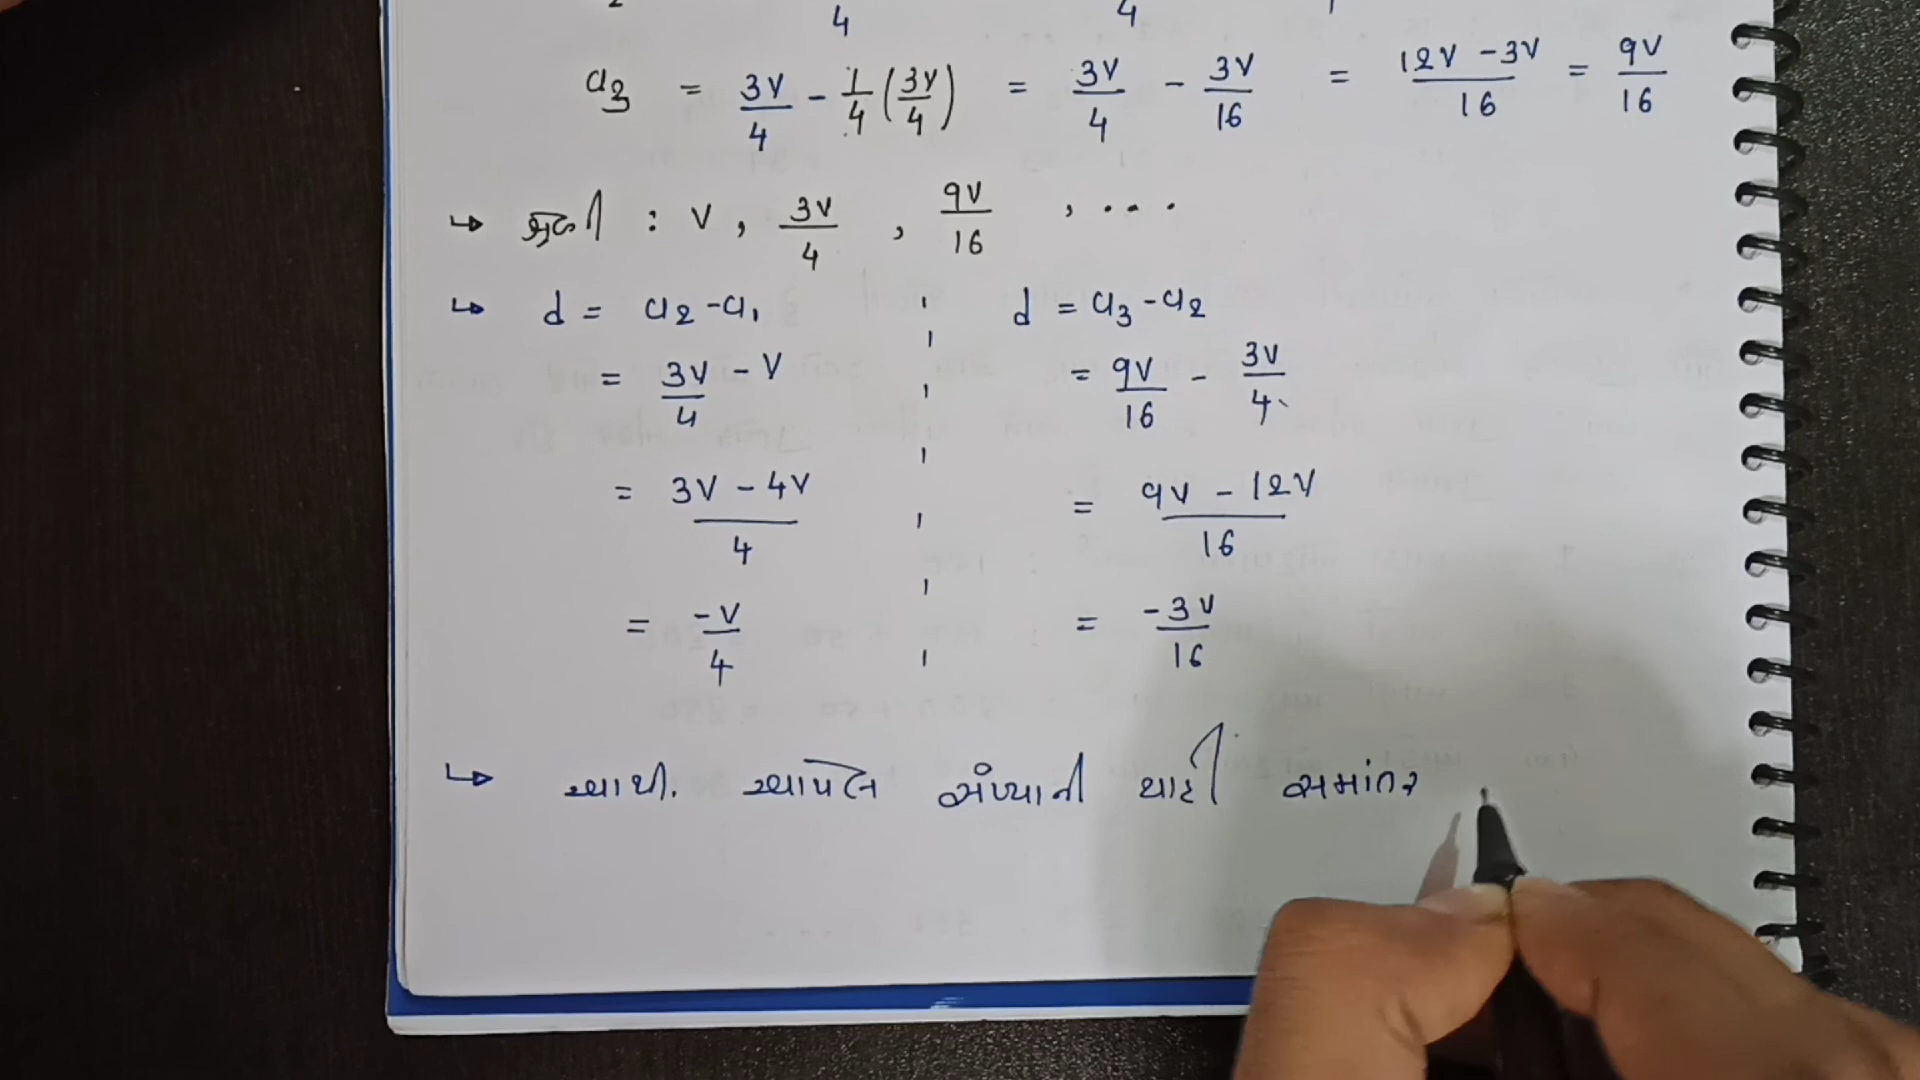 4 4
a₃ = 3V/4 - 1/4 (3V/4) = 3V/4 - 3V/16 = 12V - 3V/16 = 9V/16
↳ : V, 3V/4, 9V/16, ...
↳ d = a₂ - a₁ d = a₃ - a₂
= 3V/4 - V = 9V/16 - 3V/4
= 3V - 4V/4 = 9V - 12V/16
= -V/4 = -3V/16
↳ આથી. આપેલ સંખ્યાની યાદી સમાંતર